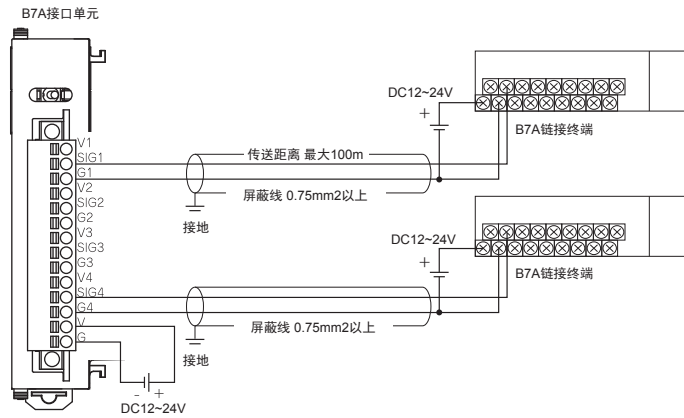 B7A接口单元
V1
SIG1
G1
V2
SIG2
G2
V3
SIG3
G3
V4
SIG4
G4
V
G
传送距离 最大100m
屏蔽线 0.75mm2以上
接地
DC12~24V
+
B7A链接终端
屏蔽线 0.75mm2以上
接地
DC12~24V
+
B7A链接终端
- +
DC12~24V